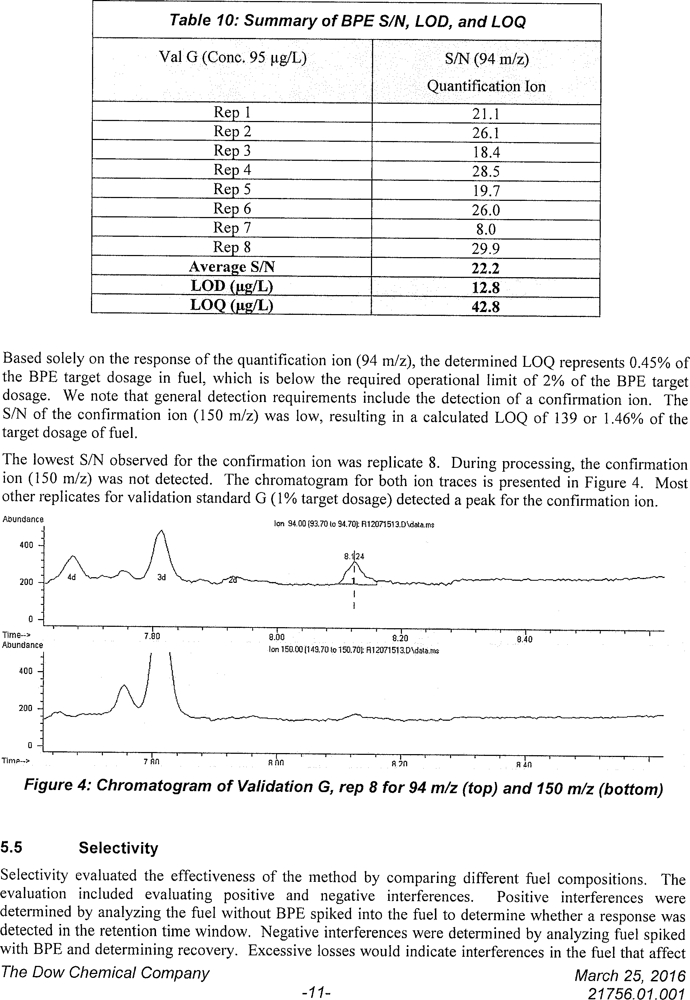 Table 10: Summary of BPE S/N, LOD, and LOQ
Val G (Conc. 95 µg/L) S/N (94 m/z)
Quantification Ion
Rep 1 21.1
Rep 2 26.1
Rep 3 18.4
Rep 4 28.5
Rep 5 19.7
Rep 6 26.0
Rep 7 8.0
Rep 8 29.9
Average S/N 22.2
LOD (µg/L) 12.8
LOQ (µg/L) 42.8
Based solely on the response of the quantification ion (94 m/z), the determined LOQ represents 0.45% of
the BPE target dosage in fuel, which is below the required operational limit of 2% of the BPE target
dosage. We note that general detection requirements include the detection of a confirmation ion. The
S/N of the confirmation ion (150 m/z) was low, resulting in a calculated LOQ of 139 or 1.46% of the
target dosage of fuel.
The lowest S/N observed for the confirmation ion was replicate 8. During processing, the confirmation
ion (150 m/z) was not detected. The chromatogram for both ion traces is presented in Figure 4. Most
other replicates for validation standard G (1% target dosage) detected a peak for the confirmation ion.
Abundance
Ion 94.00 (93.70 to 94.70): R12071513.D\data.ms
400
8.124
4d 3d 2d 1
200
0
Time-->
7.80 8.00 8.20 8.40
Abundance
Ion 150.00 (149.70 to 150.70): R12071513.D\data.ms
400
200
0
Time-->
7.80 8.00 8.20 8.40
Figure 4: Chromatogram of Validation G, rep 8 for 94 m/z (top) and 150 m/z (bottom)
5.5 Selectivity
Selectivity evaluated the effectiveness of the method by comparing different fuel compositions. The
evaluation included evaluating positive and negative interferences. Positive interferences were
determined by analyzing the fuel without BPE spiked into the fuel to determine whether a response was
detected in the retention time window. Negative interferences were determined by analyzing fuel spiked
with BPE and determining recovery. Excessive losses would indicate interferences in the fuel that affect
The Dow Chemical Company March 25, 2016
-11- 21756.01.001